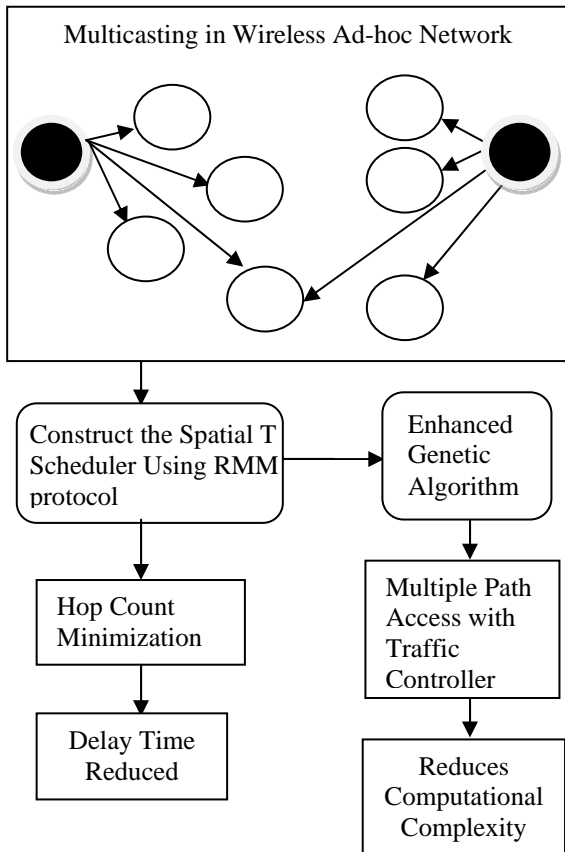 Multicasting in Wireless Ad-hoc Network
Construct the Spatial T
Scheduler Using RMM
protocol
Enhanced
Genetic
Algorithm
Hop Count
Minimization
Multiple Path
Access with
Traffic
Controller
Delay Time
Reduced
Reduces
Computational
Complexity